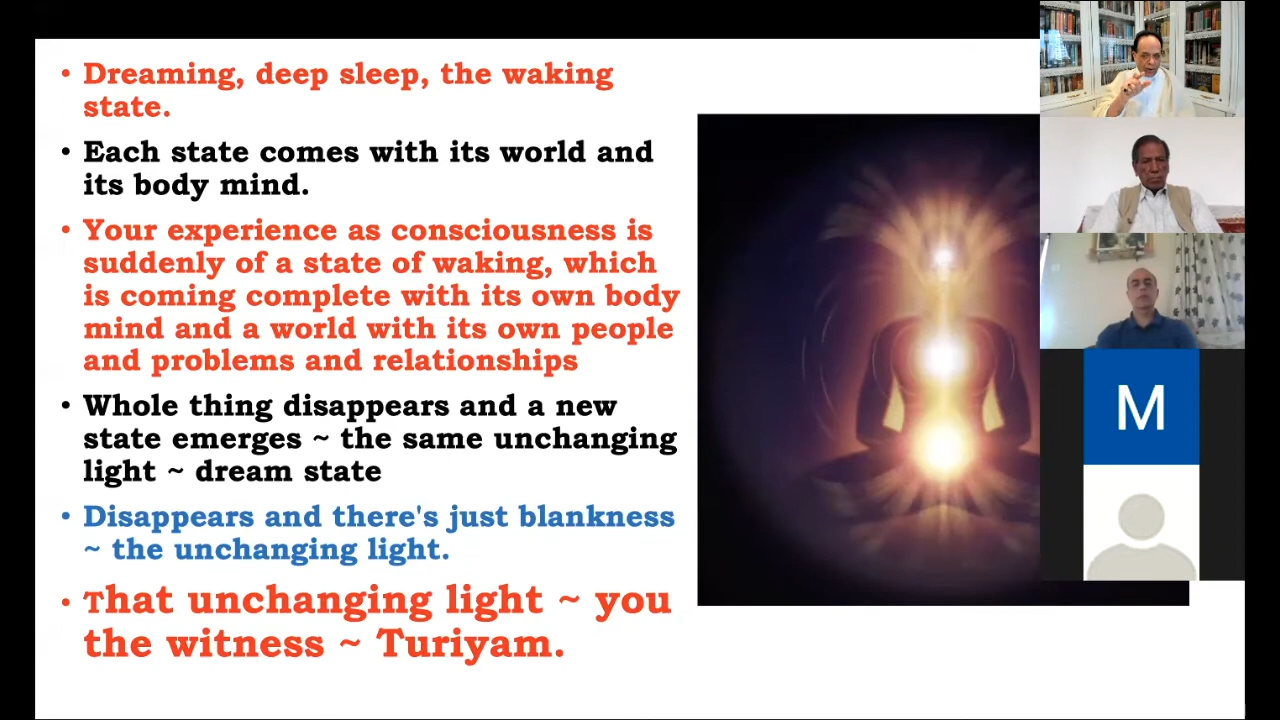 • Dreaming, deep sleep, the waking
state.
• Each state comes with its world and
its body mind.
• Your experience as consciousness is
suddenly of a state of waking, which
is coming complete with its own body
mind and a world with its own people
and problems and relationships
• Whole thing disappears and a new
state emerges ~ the same unchanging
light ~ dream state
• Disappears and there's just blankness
~ the unchanging light.
• That unchanging light ~ you
the witness ~ Turiyam.
M